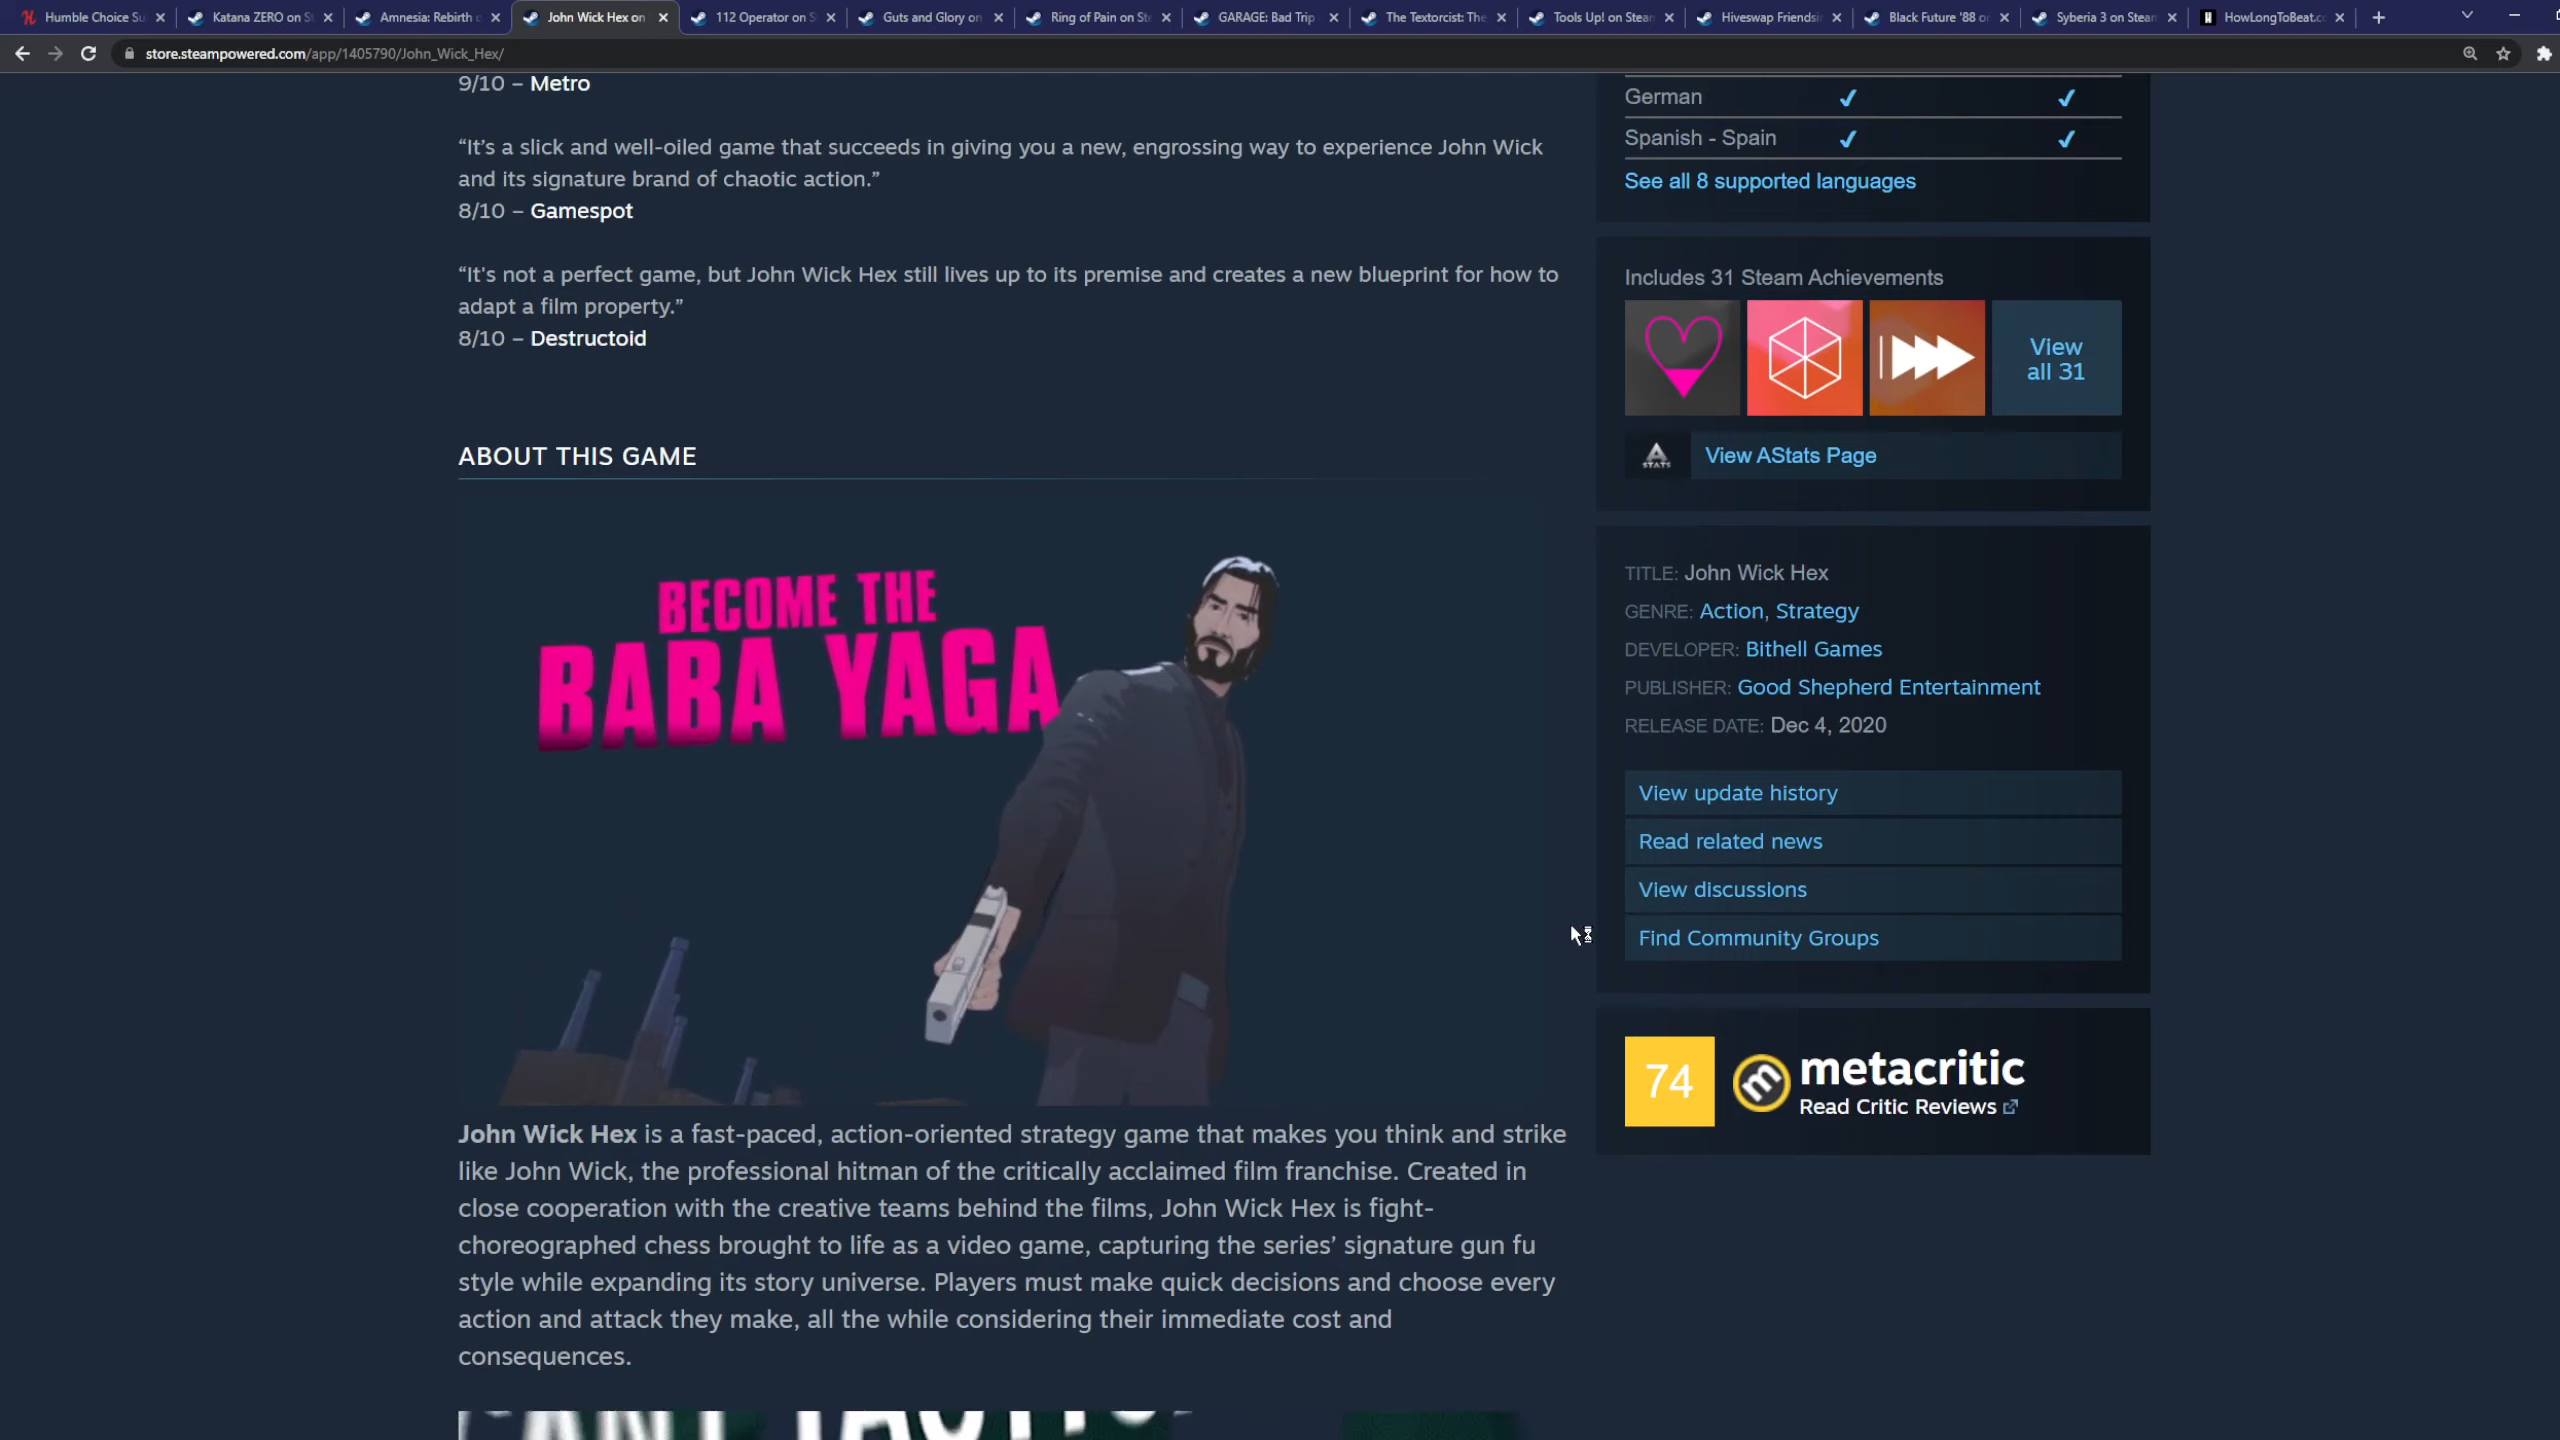 Humble Choice Su
Katana ZERO on St
Amnesia: Rebirth o
John Wick Hex on
112 Operator on S
Guts and Glory on
Ring of Pain on Ste
GARAGE: Bad Trip
The Textorcist: The
Tools Up! on Steam
Hiveswap Friendsi
Black Future '88 o
Syberia 3 on Steam
HowLongToBeat.c
store.steampowered.com/app/1405790/John_Wick_Hex/
9/10 – Metro
“It’s a slick and well-oiled game that succeeds in giving you a new, engrossing way to experience John Wick
and its signature brand of chaotic action.”
8/10 – Gamespot
“It's not a perfect game, but John Wick Hex still lives up to its premise and creates a new blueprint for how to
adapt a film property.”
8/10 – Destructoid
ABOUT THIS GAME
BECOME THE
BABA YAGA
John Wick Hex is a fast-paced, action-oriented strategy game that makes you think and strike
like John Wick, the professional hitman of the critically acclaimed film franchise. Created in
close cooperation with the creative teams behind the films, John Wick Hex is fight-
choreographed chess brought to life as a video game, capturing the series’ signature gun fu
style while expanding its story universe. Players must make quick decisions and choose every
action and attack they make, all the while considering their immediate cost and
consequences.
German ✔ ✔
Spanish - Spain ✔ ✔
See all 8 supported languages
Includes 31 Steam Achievements
View
all 31
A
STATS
View AStats Page
TITLE: John Wick Hex
GENRE: Action, Strategy
DEVELOPER: Bithell Games
PUBLISHER: Good Shepherd Entertainment
RELEASE DATE: Dec 4, 2020
View update history
Read related news
View discussions
Find Community Groups
74
m
metacritic
Read Critic Reviews